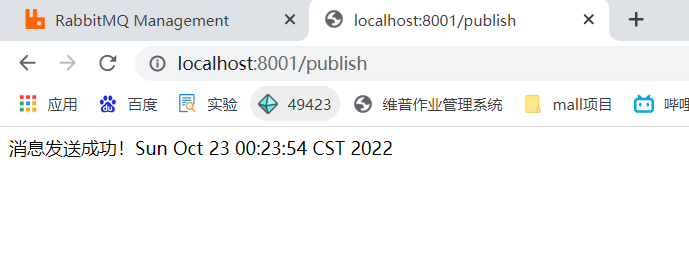 RabbitMQ Management
localhost:8001/publish
localhost:8001/publish
应用 百度 实验 49423 维普作业管理系统 mall项目 哔哩
消息发送成功！Sun Oct 23 00:23:54 CST 2022